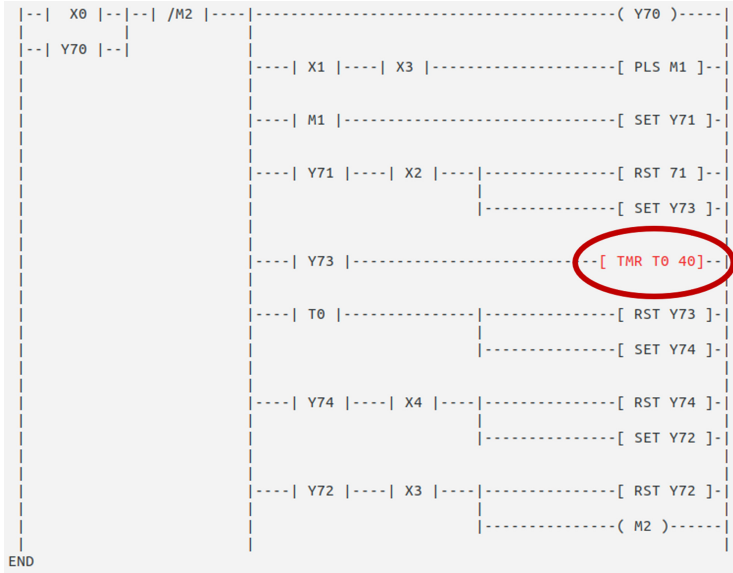 |--| X0 |--|--| /M2 |----|-----------------------------------------( Y70 )-----|
|--| Y70 |--|
|----| X1 |----| X3 |---------------------[ PLS M1 ]--|
|----| M1 |-------------------------------[ SET Y71 ]-|
|----| Y71 |----| X2 |----|---------------[ RST 71 ]--|
|---------------[ SET Y73 ]-|
|----| Y73 |----------------------------[ TMR T0 40]--|
|----| T0 |---------------|---------------[ RST Y73 ]-|
|---------------[ SET Y74 ]-|
|----| Y74 |----| X4 |----|---------------[ RST Y74 ]-|
|---------------[ SET Y72 ]-|
|----| Y72 |----| X3 |----|---------------[ RST Y72 ]-|
|---------------( M2 )------|
END